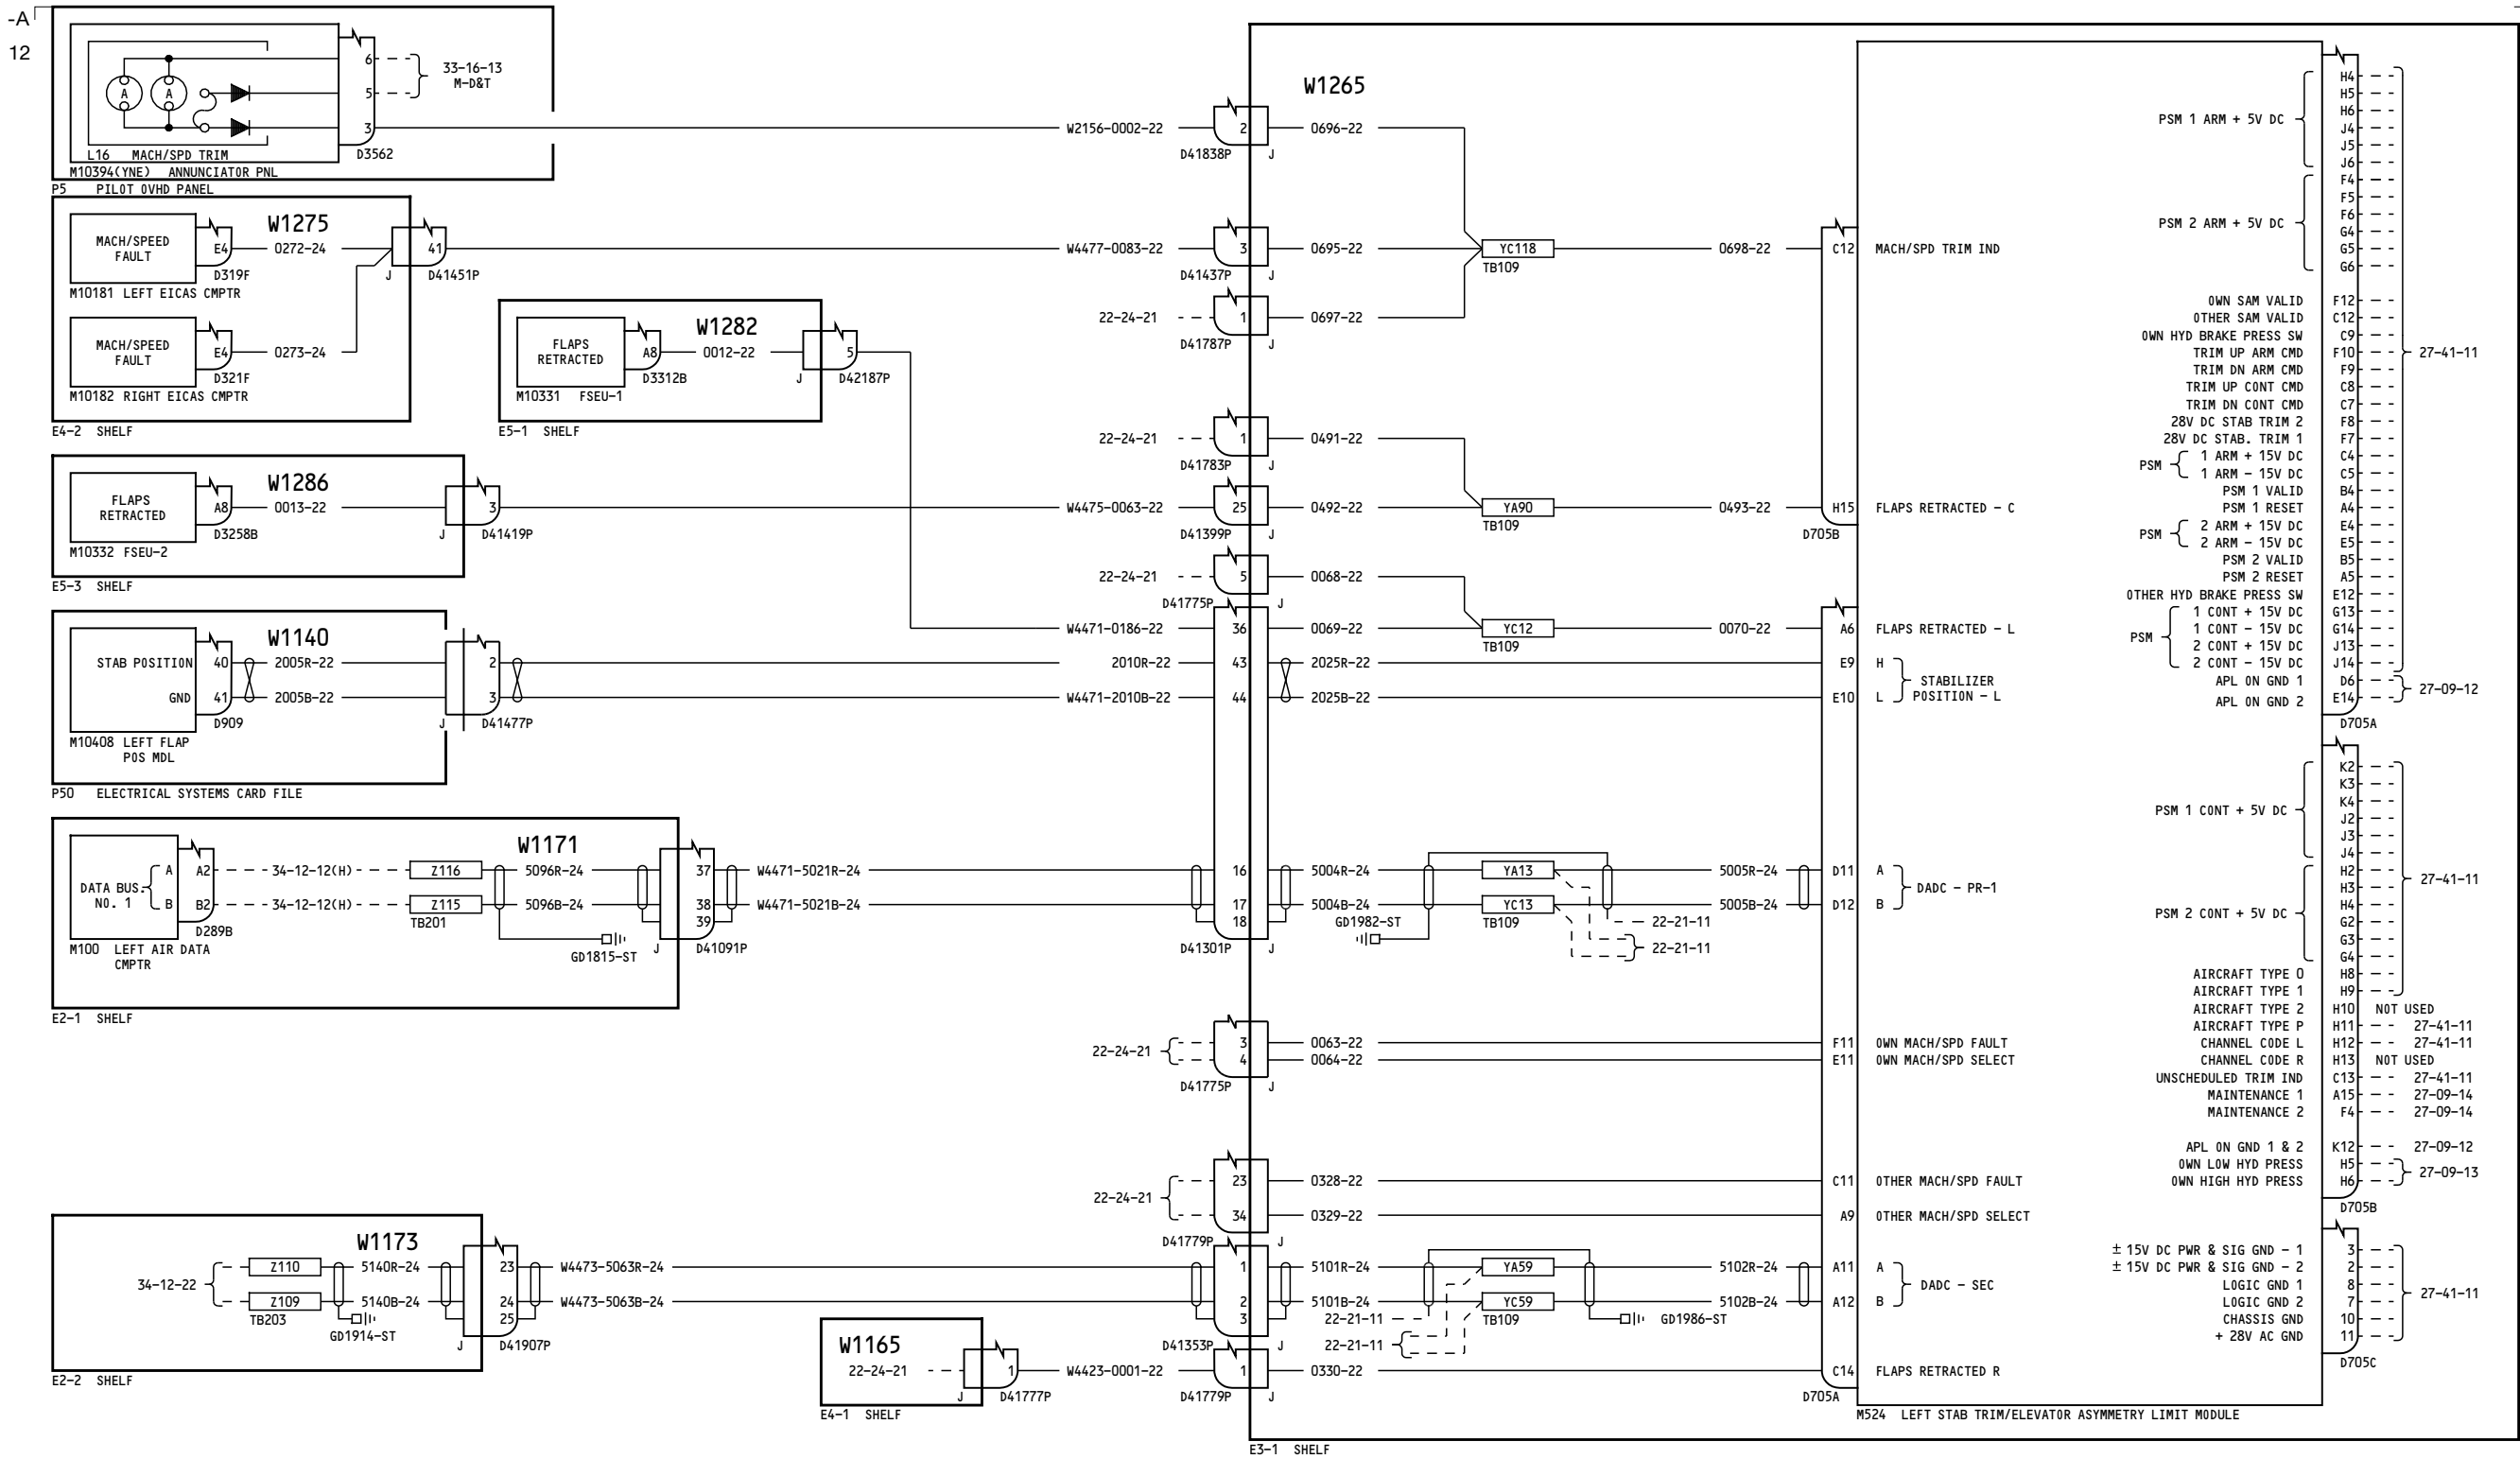 -A
12
6
5
3
33-16-13
M-D&T
A
A
L16 MACH/SPD TRIM
D3562
M10394(YNE) ANNUNCIATOR PNL
P5 PILOT OVHD PANEL
W1275
MACH/SPEED
FAULT
E4
0272-24
D319F
M10181 LEFT EICAS CMPTR
41
J
D41451P
MACH/SPEED
FAULT
E4
0273-24
D321F
M10182 RIGHT EICAS CMPTR
E4-2 SHELF
W1282
FLAPS
RETRACTED
A8
0012-22
D3312B
M10331 FSEU-1
5
J
D42187P
E5-1 SHELF
W1286
FLAPS
RETRACTED
A8
0013-22
D3258B
M10332 FSEU-2
3
J
D41419P
E5-3 SHELF
W1140
STAB POSITION
GND
40
41
2005R-22
2005B-22
D909
M10408 LEFT FLAP
POS MDL
2
3
J
D41477P
P50 ELECTRICAL SYSTEMS CARD FILE
W1171
DATA BUS.
NO. 1
A
B
A2
B2
34-12-12(H)
34-12-12(H)
Z116
Z115
TB201
5096R-24
5096B-24
D289B
M100 LEFT AIR DATA
CMPTR
GD1815-ST
37
38
39
J
D41091P
W4471-5021R-24
W4471-5021B-24
E2-1 SHELF
W1173
34-12-22
Z110
Z109
TB203
5140R-24
5140B-24
GD1914-ST
23
24
25
J
D41907P
W4473-5063R-24
W4473-5063B-24
E2-2 SHELF
W1165
22-24-21
1
J
D41777P
W4423-0001-22
E4-1 SHELF
W1265
W2156-0002-22
2
D41838P
J
0696-22
W4477-0083-22
3
D41437P
J
0695-22
YC118
TB109
0698-22
C12
MACH/SPD TRIM IND
22-24-21
1
D41787P
J
0697-22
22-24-21
1
D41783P
J
0491-22
W4475-0063-22
25
D41399P
J
0492-22
YA90
TB109
0493-22
H15
FLAPS RETRACTED - C
D705B
22-24-21
5
D41775P
J
0068-22
W4471-0186-22
36
0069-22
YC12
TB109
0070-22
A6
FLAPS RETRACTED - L
2010R-22
43
2025R-22
E9
H
W4471-2010B-22
44
2025B-22
E10
L
STABILIZER
POSITION - L
16
5004R-24
YA13
5005R-24
D11
A
17
5004B-24
YC13
TB109
5005B-24
D12
B
DADC - PR-1
18
D41301P
J
GD1982-ST
22-21-11
22-21-11
22-24-21
3
4
D41775P
J
0063-22
0064-22
F11
E11
OWN MACH/SPD FAULT
OWN MACH/SPD SELECT
22-24-21
23
34
D41779P
J
0328-22
0329-22
C11
A9
OTHER MACH/SPD FAULT
OTHER MACH/SPD SELECT
1
2
3
D41353P
J
5101R-24
5101B-24
YA59
YC59
TB109
22-21-11
22-21-11
GD1986-ST
5102R-24
5102B-24
A11
A12
A
B
DADC - SEC
1
D41779P
J
0330-22
C14
FLAPS RETRACTED R
D705A
M524 LEFT STAB TRIM/ELEVATOR ASYMMETRY LIMIT MODULE
E3-1 SHELF
PSM 1 ARM + 5V DC
H4
H5
H6
J4
J5
J6
PSM 2 ARM + 5V DC
F4
F5
F6
G4
G5
G6
OWN SAM VALID F12
OTHER SAM VALID C12
OWN HYD BRAKE PRESS SW C9
TRIM UP ARM CMD F10
27-41-11
TRIM DN ARM CMD F9
TRIM UP CONT CMD C8
TRIM DN CONT CMD C7
28V DC STAB TRIM 2 F8
28V DC STAB. TRIM 1 F7
PSM
1 ARM + 15V DC C4
1 ARM - 15V DC C5
PSM 1 VALID B4
PSM 1 RESET A4
PSM
2 ARM + 15V DC E4
2 ARM - 15V DC E5
PSM 2 VALID B5
PSM 2 RESET A5
OTHER HYD BRAKE PRESS SW E12
PSM
1 CONT + 15V DC G13
1 CONT - 15V DC G14
2 CONT + 15V DC J13
2 CONT - 15V DC J14
APL ON GND 1 D6
APL ON GND 2 E14
27-09-12
D705A
PSM 1 CONT + 5V DC
K2
K3
K4
J2
J3
J4
PSM 2 CONT + 5V DC
H2
H3
H4
G2
G3
G4
27-41-11
AIRCRAFT TYPE 0 H8
AIRCRAFT TYPE 1 H9
AIRCRAFT TYPE 2 H10 NOT USED
AIRCRAFT TYPE P H11 27-41-11
CHANNEL CODE L H12 27-41-11
CHANNEL CODE R H13 NOT USED
UNSCHEDULED TRIM IND C13 27-41-11
MAINTENANCE 1 A15 27-09-14
MAINTENANCE 2 F4 27-09-14
APL ON GND 1 & 2 K12 27-09-12
OWN LOW HYD PRESS H5
OWN HIGH HYD PRESS H6
27-09-13
D705B
± 15V DC PWR & SIG GND - 1 3
± 15V DC PWR & SIG GND - 2 2
LOGIC GND 1 8
LOGIC GND 2 7
CHASSIS GND 10
+ 28V AC GND 11
27-41-11
D705C